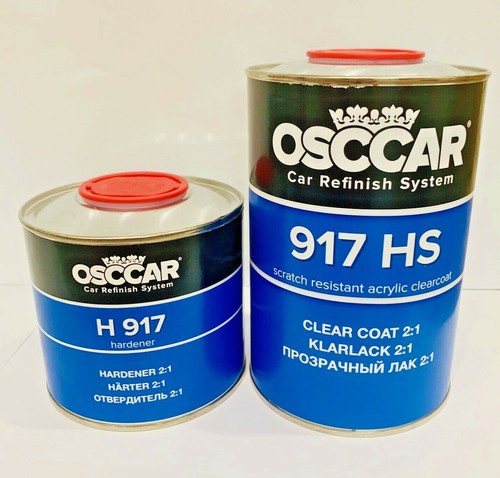 OSCCAR
Car Refinish System
H 917
hardener
HARDENER 2:1
HÄRTER 2:1
ОТВЕРДИТЕЛЬ 2:1
OSCCAR®
Car Refinish System
917 HS
scratch resistant acrylic clearcoat
CLEAR COAT 2:1
KLARLACK 2:1
ПРОЗРАЧНЫЙ ЛАК 2:1